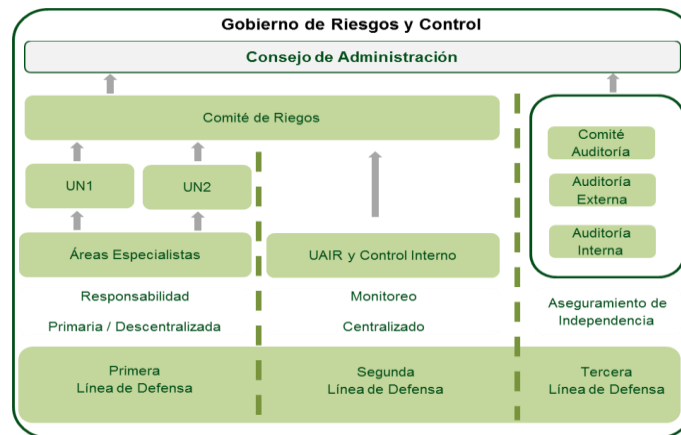 Gobierno de Riesgos y Control
Consejo de Administración
Comité de Riegos
UN1
UN2
Áreas Especialistas
UAIR y Control Interno
Comité
Auditoría
Auditoría
Externa
Auditoría
Interna
Responsabilidad
Primaria / Descentralizada
Monitoreo
Centralizado
Aseguramiento de
Independencia
Primera
Línea de Defensa
Segunda
Línea de Defensa
Tercera
Línea de Defensa